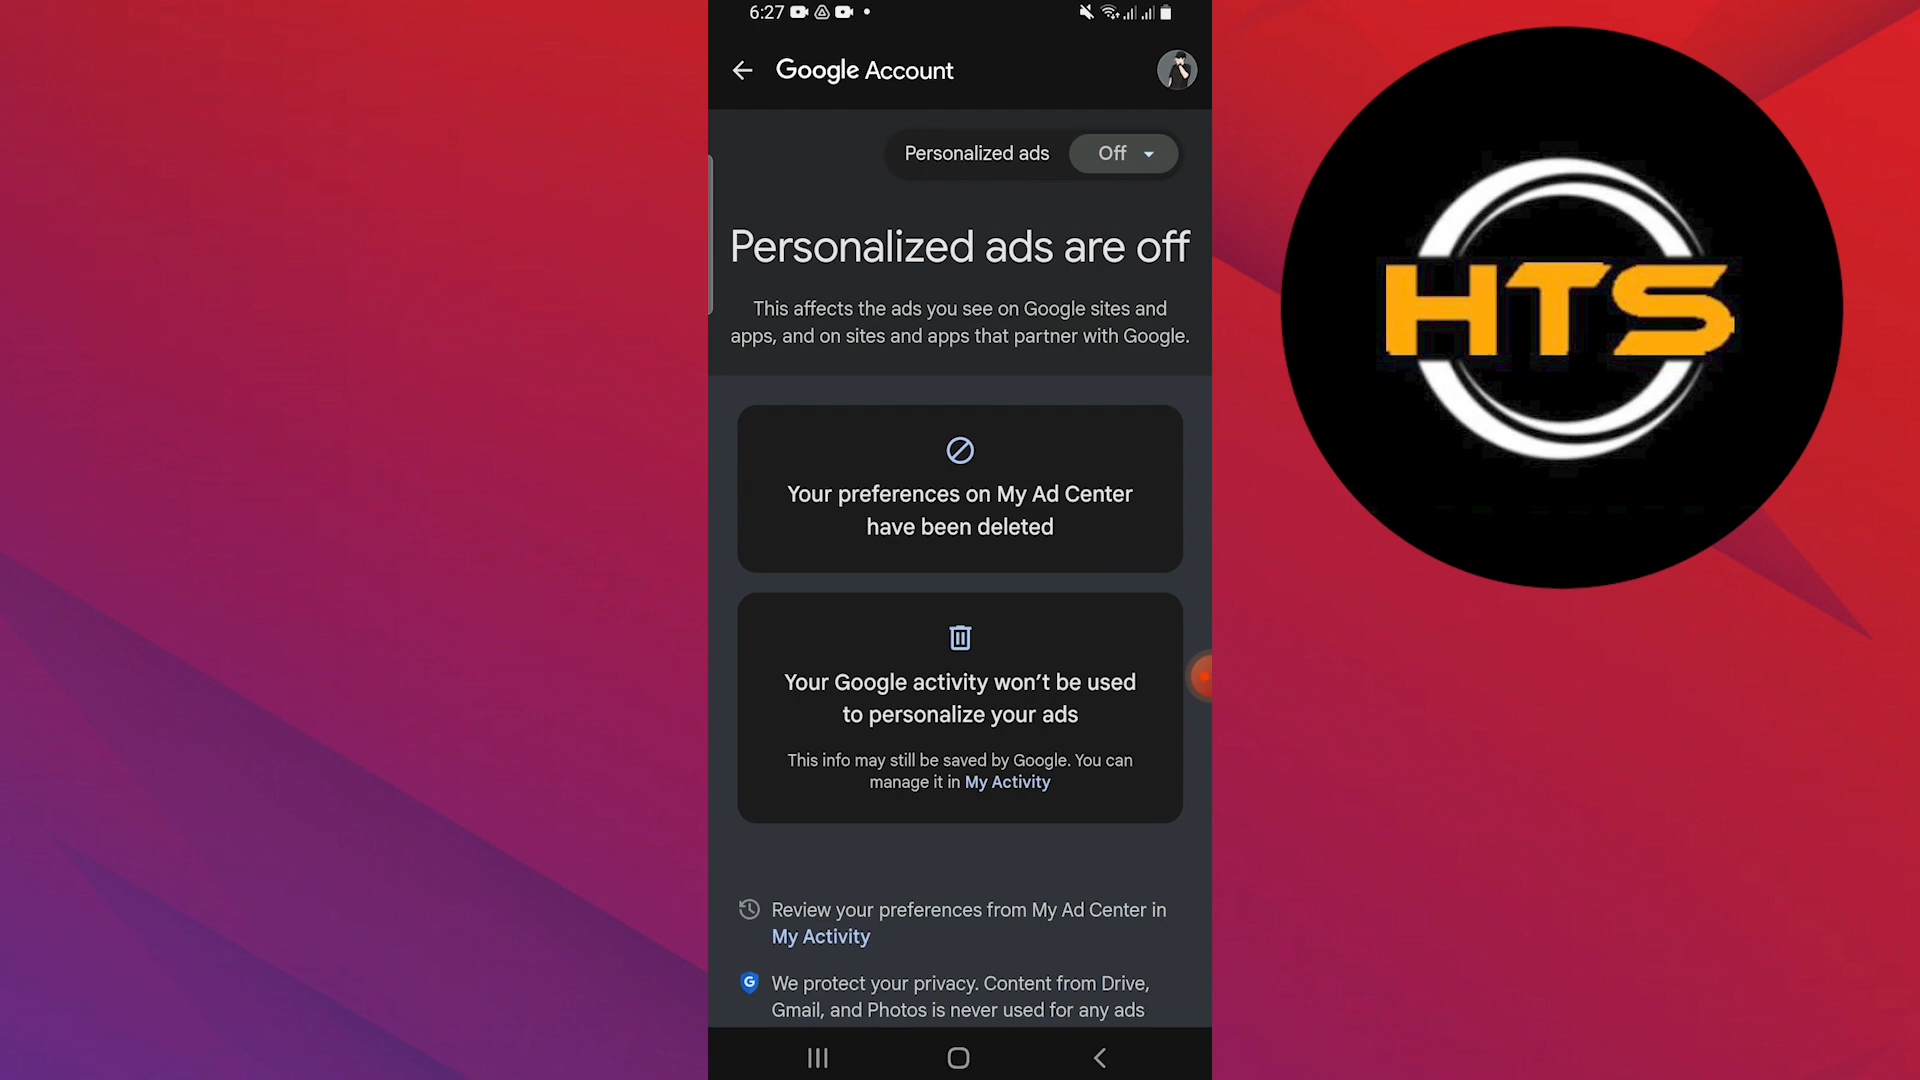 6:27
Google Account
Personalized ads Off
Personalized ads are off
This affects the ads you see on Google sites and
apps, and on sites and apps that partner with Google.
Your preferences on My Ad Center
have been deleted
Your Google activity won’t be used
to personalize your ads
This info may still be saved by Google. You can
manage it in My Activity
Review your preferences from My Ad Center in
My Activity
We protect your privacy. Content from Drive,
Gmail, and Photos is never used for any ads
HTS